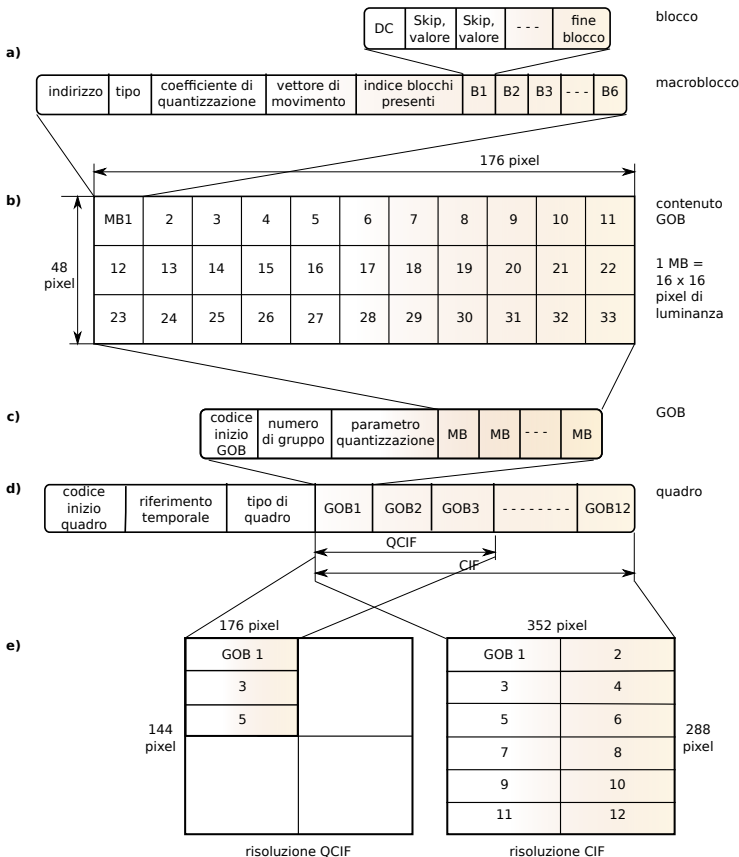 blocco
DC
Skip,
valore
Skip,
valore
- - -
fine
blocco
a)
macroblocco
indirizzo
tipo
coefficiente di
quantizzazione
vettore di
movimento
indice blocchi
presenti
B1
B2
B3
- - -
B6
176 pixel
b)
contenuto
GOB
MB1 2 3 4 5 6 7 8 9 10 11
48
pixel
12 13 14 15 16 17 18 19 20 21 22
1 MB =
16 x 16
pixel di
luminanza
23 24 25 26 27 28 29 30 31 32 33
c)
GOB
codice
inizio
GOB
numero
di gruppo
parametro
quantizzazione
MB
MB
- - -
MB
d)
quadro
codice
inizio
quadro
riferimento
temporale
tipo di
quadro
GOB1
GOB2
GOB3
- - - - - - - -
GOB12
QCIF
CIF
e)
176 pixel
GOB 1
3
5
144
pixel
risoluzione QCIF
352 pixel
GOB 1 2
3 4
5 6
7 8
9 10
11 12
288
pixel
risoluzione CIF